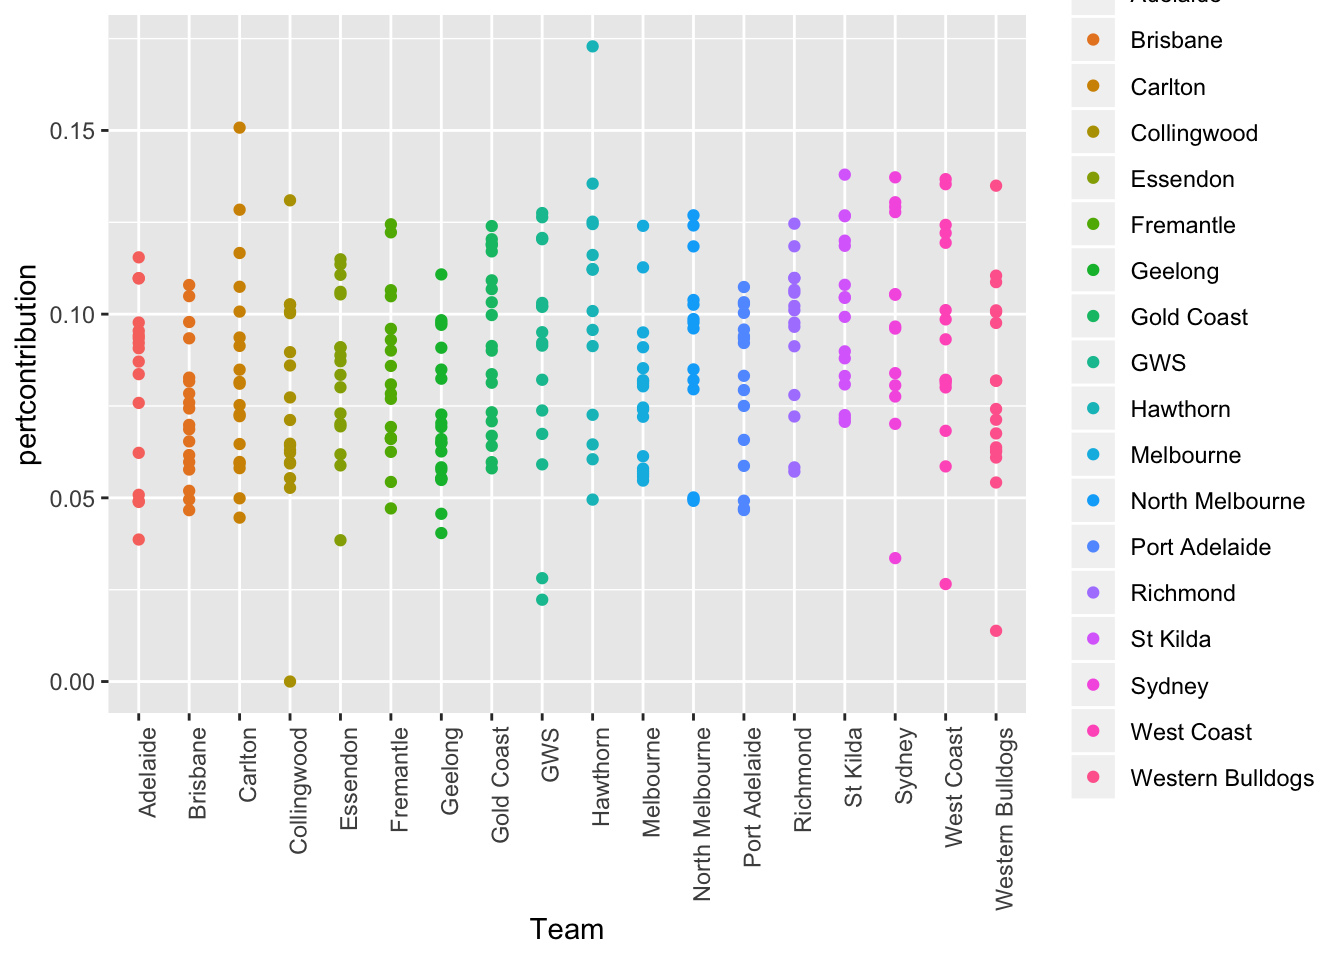 Adelaide
Brisbane
Carlton
Collingwood
Essendon
Fremantle
Geelong
Gold Coast
GWS
Hawthorn
Melbourne
North Melbourne
Port Adelaide
Richmond
St Kilda
Sydney
West Coast
Western Bulldogs
percontribution
0.15
0.10
0.05
0.00
Adelaide
Brisbane
Carlton
Collingwood
Essendon
Fremantle
Geelong
Gold Coast
GWS
Hawthorn
Melbourne
North Melbourne
Port Adelaide
Richmond
St Kilda
Sydney
West Coast
Western Bulldogs
Team